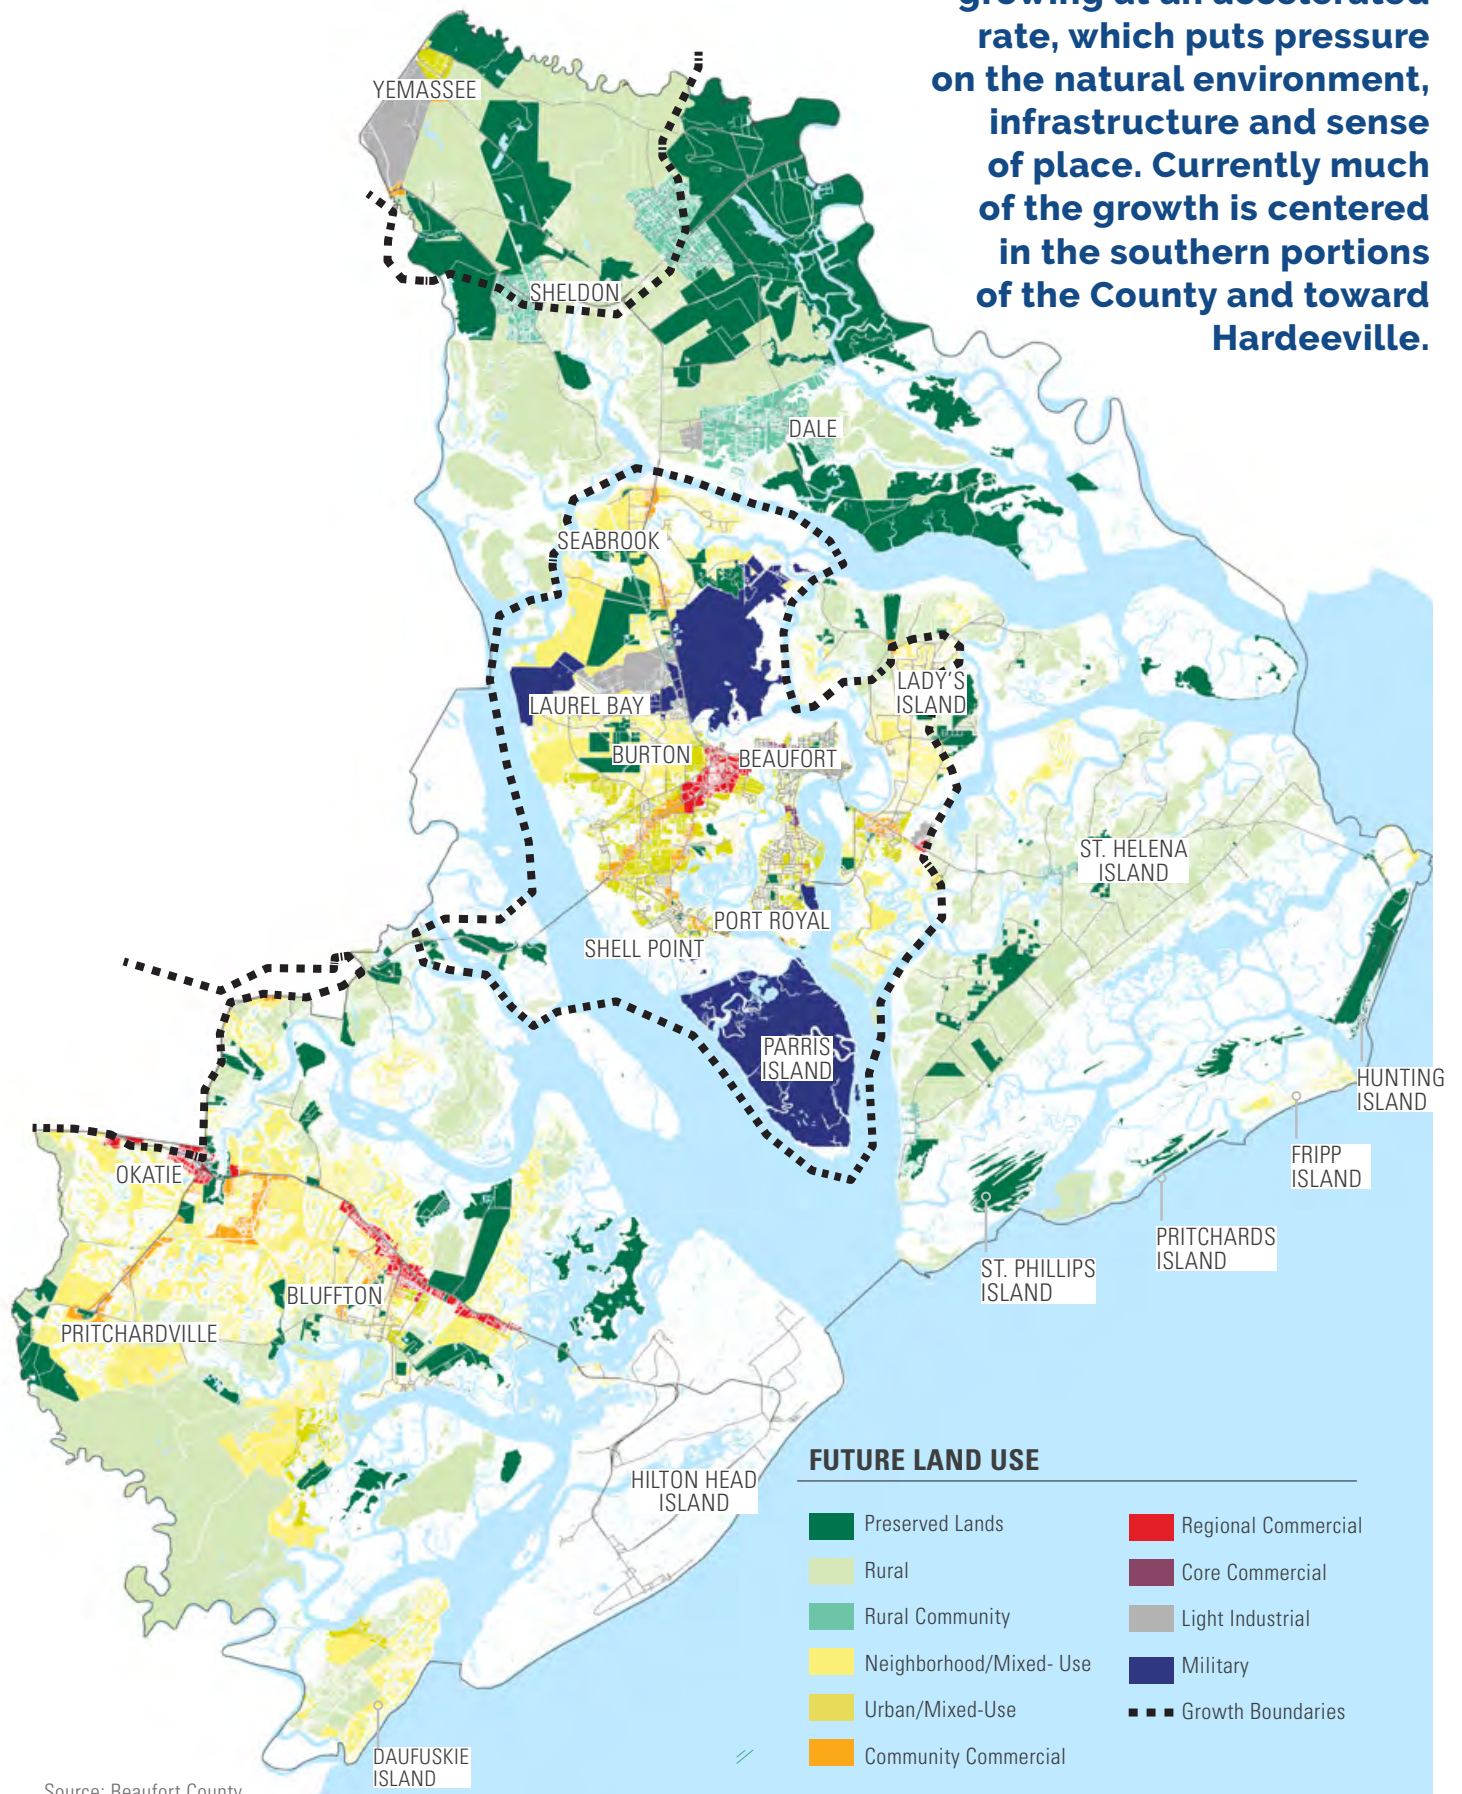 growing at an accelerated
rate, which puts pressure
on the natural environment,
infrastructure and sense
of place. Currently much
of the growth is centered
in the southern portions
of the County and toward
Hardeeville.
YEMASSEE
SHELDON
DALE
SEABROOK
LAUREL BAY
LADY'S
ISLAND
BURTON
BEAUFORT
ST. HELENA
ISLAND
PORT ROYAL
SHELL POINT
PARRIS
ISLAND
HUNTING
ISLAND
FRIPP
ISLAND
OKATIE
PRITCHARDS
ISLAND
ST. PHILLIPS
ISLAND
BLUFFTON
PRITCHARDVILLE
HILTON HEAD
ISLAND
DAUFUSKIE
ISLAND
FUTURE LAND USE
Preserved Lands
Rural
Rural Community
Neighborhood/Mixed- Use
Urban/Mixed-Use
Community Commercial
Regional Commercial
Core Commercial
Light Industrial
Military
Growth Boundaries
Source: Beaufort County